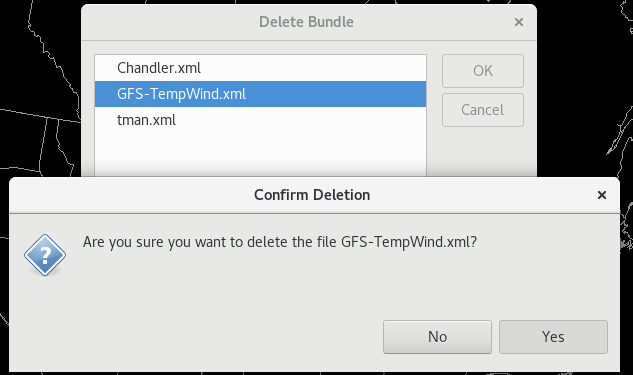 Delete Bundle
Chandler.xml
OK
GFS-TempWind.xml
Cancel
tman.xml
Confirm Deletion
Are you sure you want to delete the file GFS-TempWind.xml?
No
Yes